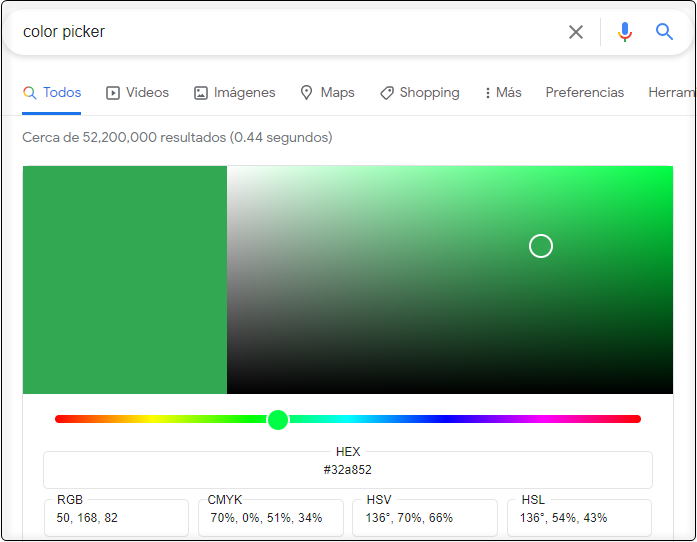 color picker
Todos Videos Imágenes Maps Shopping Más Preferencias Herram
Cerca de 52,200,000 resultados (0.44 segundos)
HEX
#32a852
RGB CMYK HSV HSL
50, 168, 82 70%, 0%, 51%, 34% 136°, 70%, 66% 136°, 54%, 43%